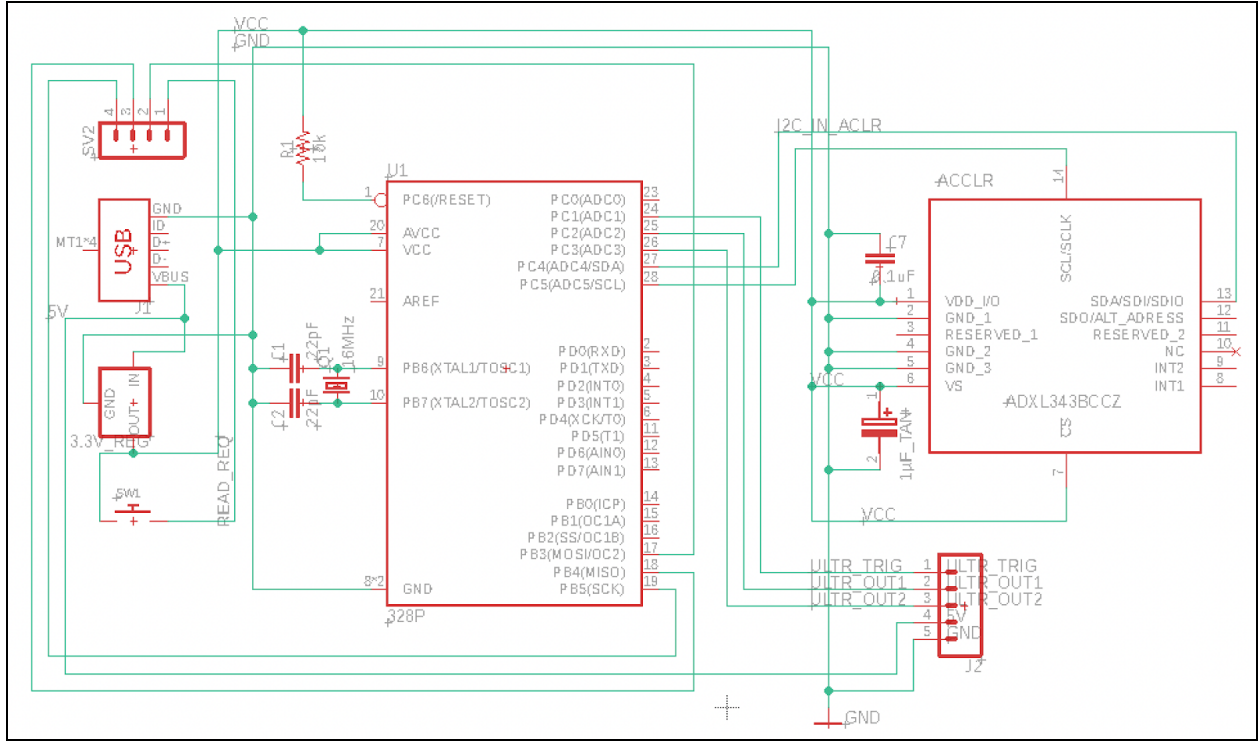 VCC
GND
4 3 2 1
SV2
I2C_IN_ACLR
R1
U1
ACCLR
14
1
PC6(/RESET)
20
AVCC
7
VCC
21
AREF
9
PB6(XTAL1/TOSC1)
10
PB7(XTAL2/TOSC2)
8*2
GND
PC0(ADC0)
23
PC1(ADC1)
24
PC2(ADC2)
25
PC3(ADC3)
26
PC4(ADC4/SDA)
27
PC5(ADC5/SCL)
28
PD0(RXD)
2
PD1(TXD)
3
PD2(INT0)
4
PD3(INT1)
5
PD4(XCK/T0)
6
PD5(T1)
11
PD6(AIN0)
12
PD7(AIN1)
13
PB0(ICP)
14
PB1(OC1A)
15
PB2(SS/OC1B)
16
PB3(MOSI/OC2)
17
PB4(MISO)
18
PB5(SCK)
19
328P
MT1*4
USB
GND
ID
D+
D-
VBUS
J1
5V
C1
22pF
Q1
16MHz
C2
22pF
GND
IN
OUT
3.3V_REG
READ_REQ
SW1
C7
0.1uF
SCL/SCLK
1
VDD_I/O
2
GND_1
3
RESERVED_1
4
GND_2
5
GND_3
6
VS
SDA/SDI/SDIO
13
SDO/ALT_ADRESS
12
RESERVED_2
11
NC
10
INT2
9
INT1
8
VCC
ADXL343BCCZ
CS
7
1
2
1µF_TAN
VCC
ULTR_TRIG
1
ULTR_TRIG
ULTR_OUT1
2
ULTR_OUT1
ULTR_OUT2
3
ULTR_OUT2
4
5V
5
GND
J2
GND